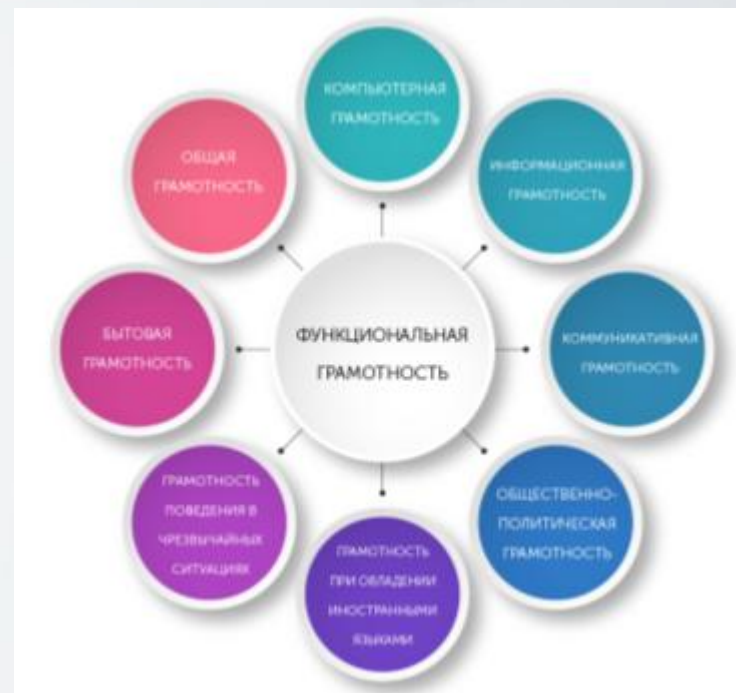 КОМПЬЮТЕРНАЯ
ГРАМОТНОСТЬ
ОБЩАЯ
ГРАМОТНОСТЬ
ИНФОРМАЦИОННАЯ
ГРАМОТНОСТЬ
БЫТОВАЯ
ГРАМОТНОСТЬ
ФУНКЦИОНАЛЬНАЯ
ГРАМОТНОСТЬ
КОММУНИКАТИВНАЯ
ГРАМОТНОСТЬ
ГРАМОТНОСТЬ
ПОВЕДЕНИЯ В
ЧРЕЗВЫЧАЙНЫХ
СИТУАЦИЯХ
ОБЩЕСТВЕННО-
ПОЛИТИЧЕСКАЯ
ГРАМОТНОСТЬ
ГРАМОТНОСТЬ
ПРИ ОВЛАДЕНИИ
ИНОСТРАННЫМИ
ЯЗЫКАМИ